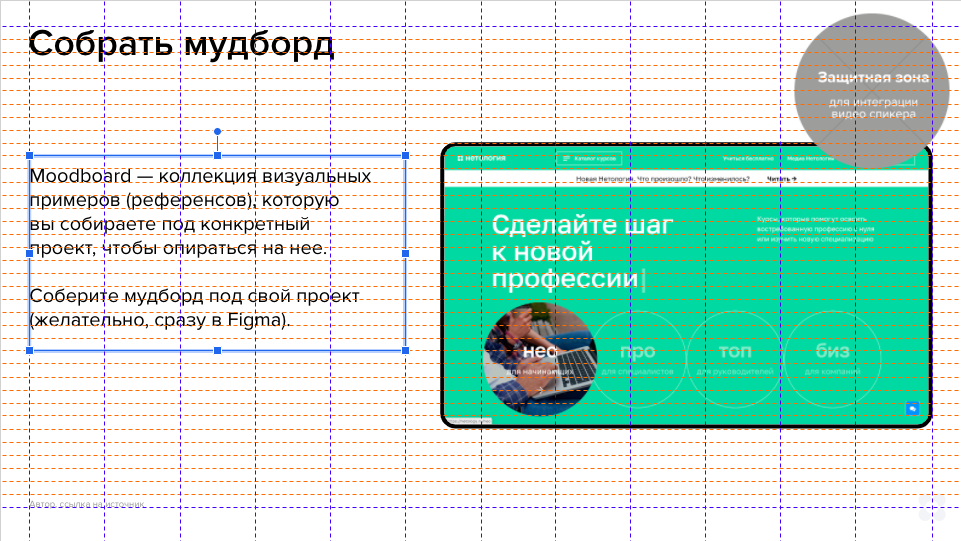 Собрать мудборд
Защитная зона
для интеграции
видео спикера
Moodboard — коллекция визуальных
примеров (референсов), которую
вы собираете под конкретный
проект, чтобы опираться на нее.
Соберите мудборд под свой проект
(желательно, сразу в Figma).
нетология
Каталог курсов
Учиться бесплатно
Медиа Нетологии
Новая Нетология. Что произошло? Что изменилось?
Читать →
Сделайте шаг
к новой
профессии
Курсы, которые помогут освоить
востребованную профессию с нуля
или изучить новую специализацию
нео
для начинающих
про
для специалистов
топ
для руководителей
биз
для компаний
Автор, ссылка на источник